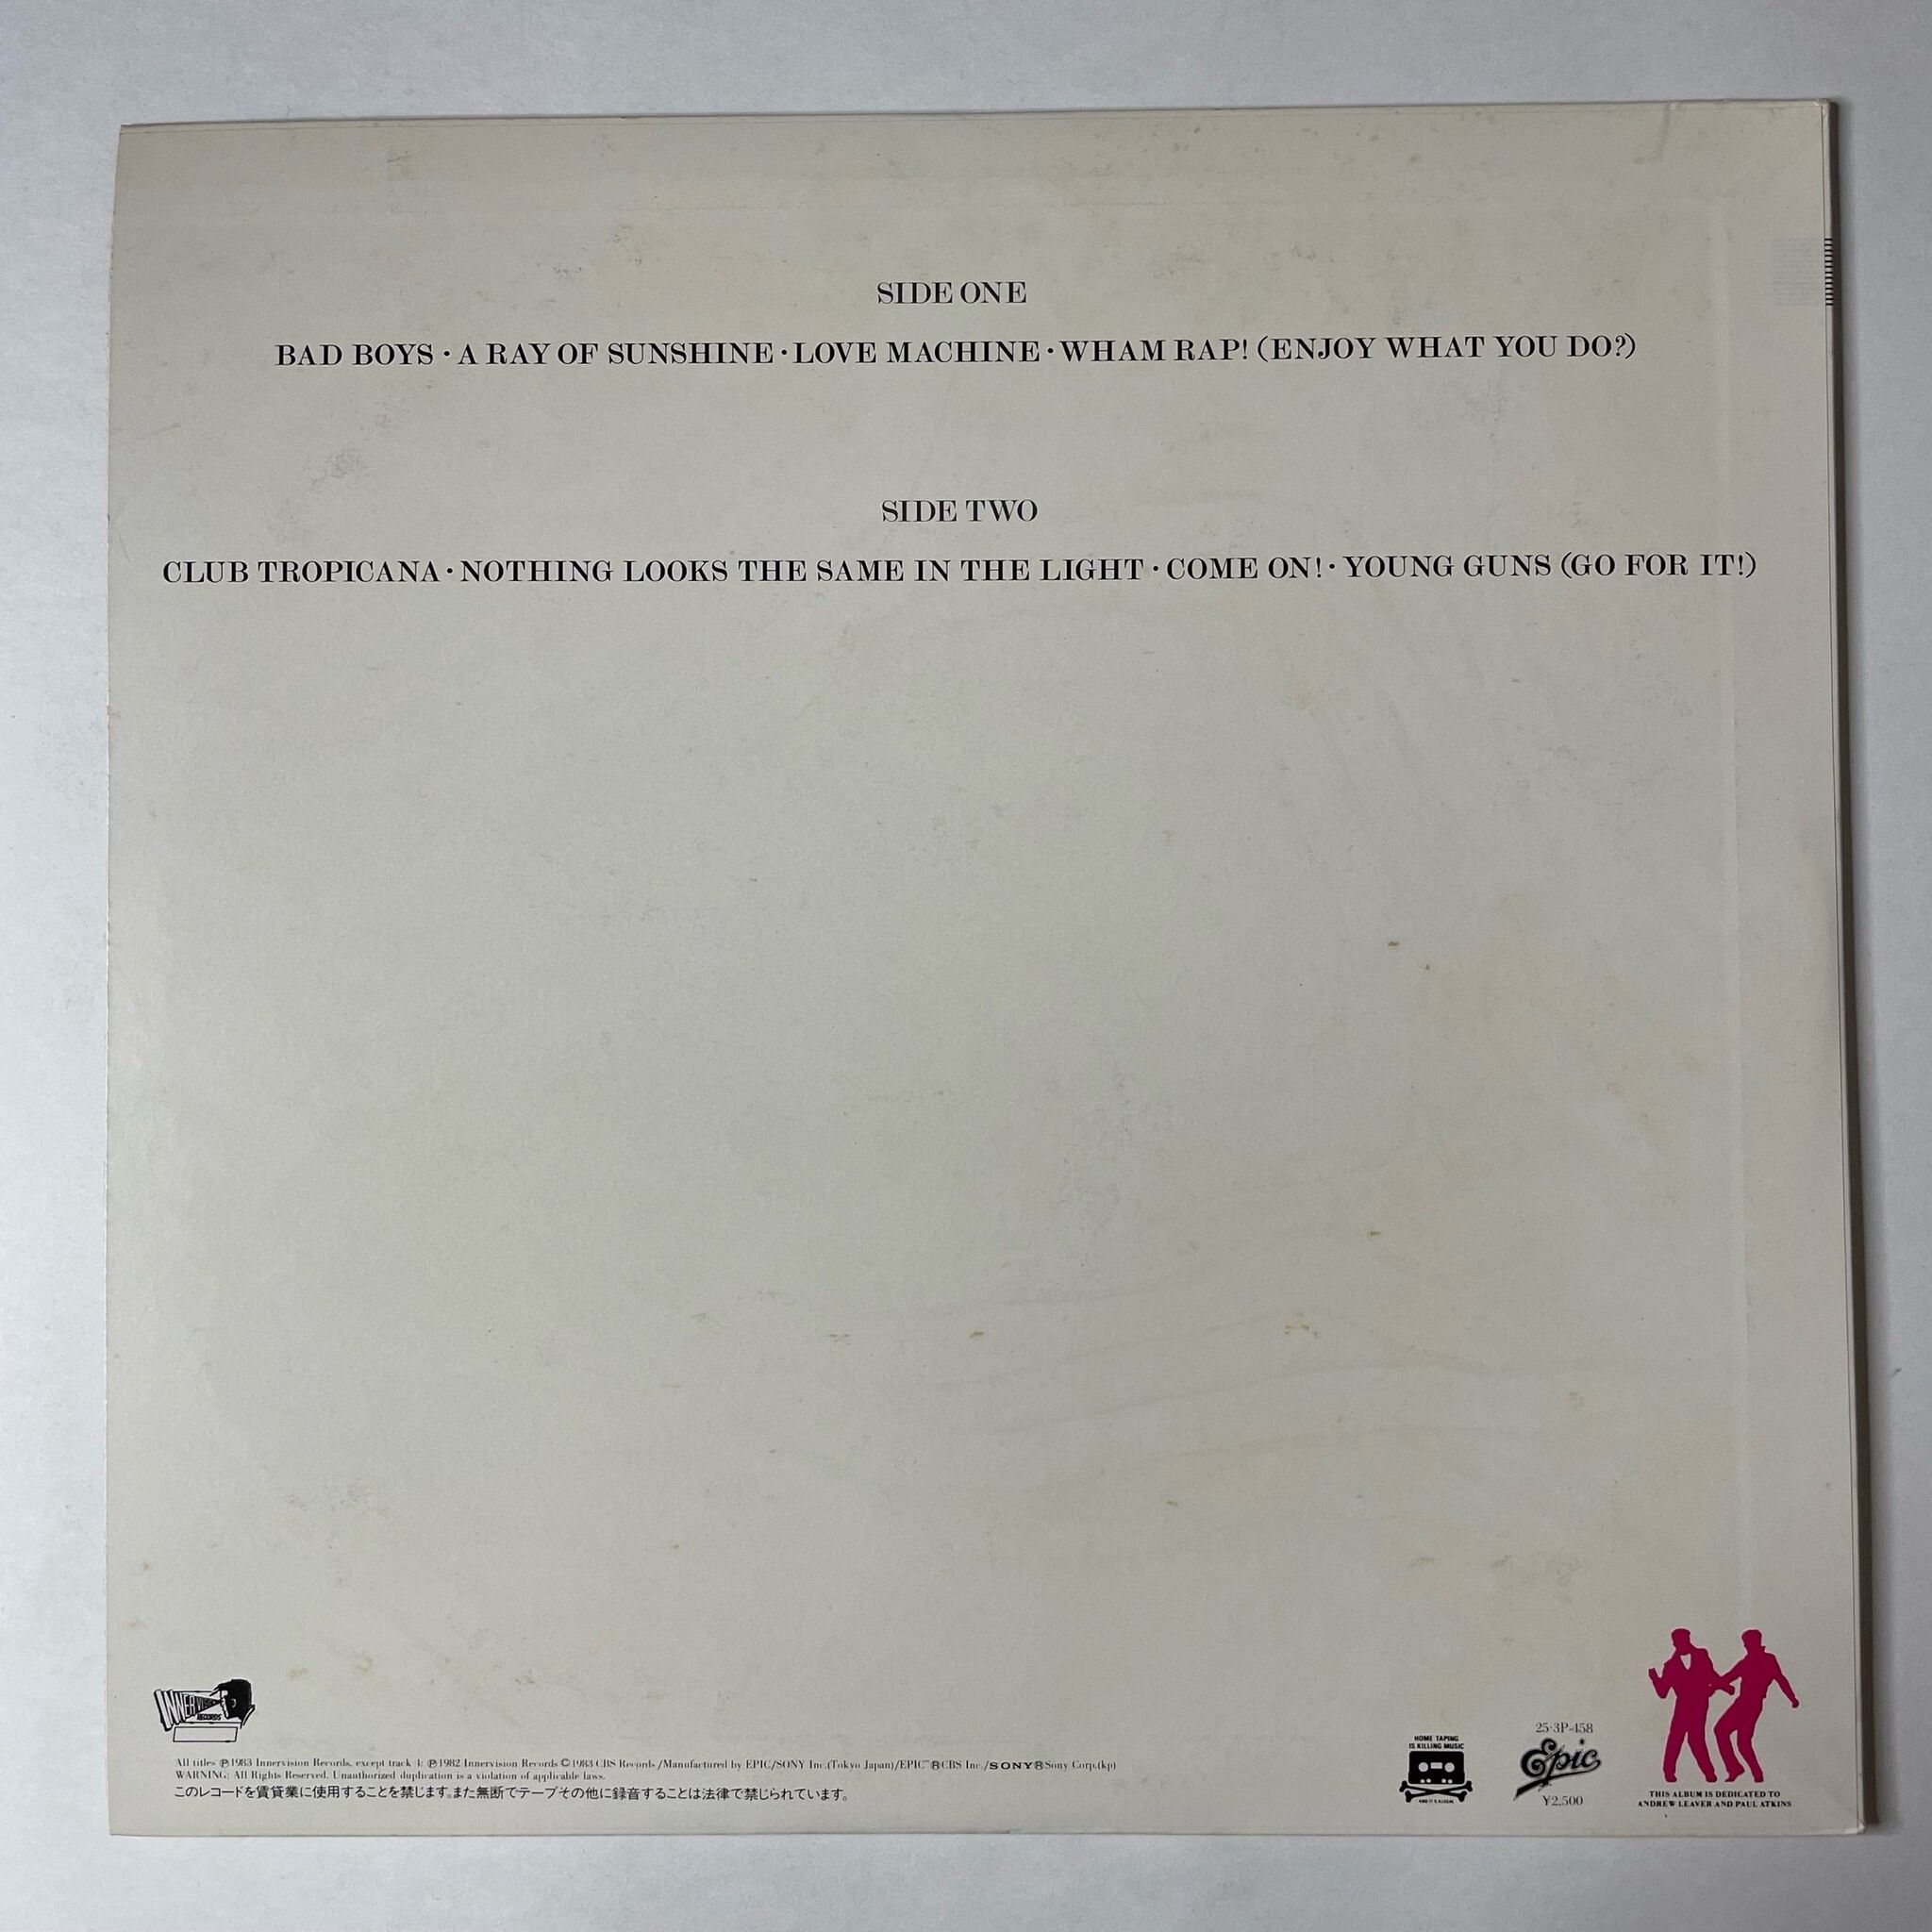 SIDE ONE
BAD BOYS · A RAY OF SUNSHINE · LOVE MACHINE · WHAM RAP! (ENJOY WHAT YOU DO?)
SIDE TWO
CLUB TROPICANA · NOTHING LOOKS THE SAME IN THE LIGHT · COME ON! · YOUNG GUNS (GO FOR IT!)
INNERVISION
RECORDS
All titles ℗1983 Innervision Records, except track 4: ℗1982 Innervision Records ©1983 CBS Records /Manufactured by EPIC/SONY Inc.(Tokyo Japan)/EPIC™®CBS Inc./SONY®Sony Corp.(kp)
WARNING: All Rights Reserved. Unauthorized duplication is a violation of applicable laws.
このレコードを賃貸業に使用することを禁じます。また無断でテープその他に録音することは法律で禁じられています。
HOME TAPING
IS KILLING MUSIC
AND IT'S ILLEGAL
25·3P-458
Epic
¥2,500
THIS ALBUM IS DEDICATED TO
ANDREW LEAVER AND PAUL ATKINS